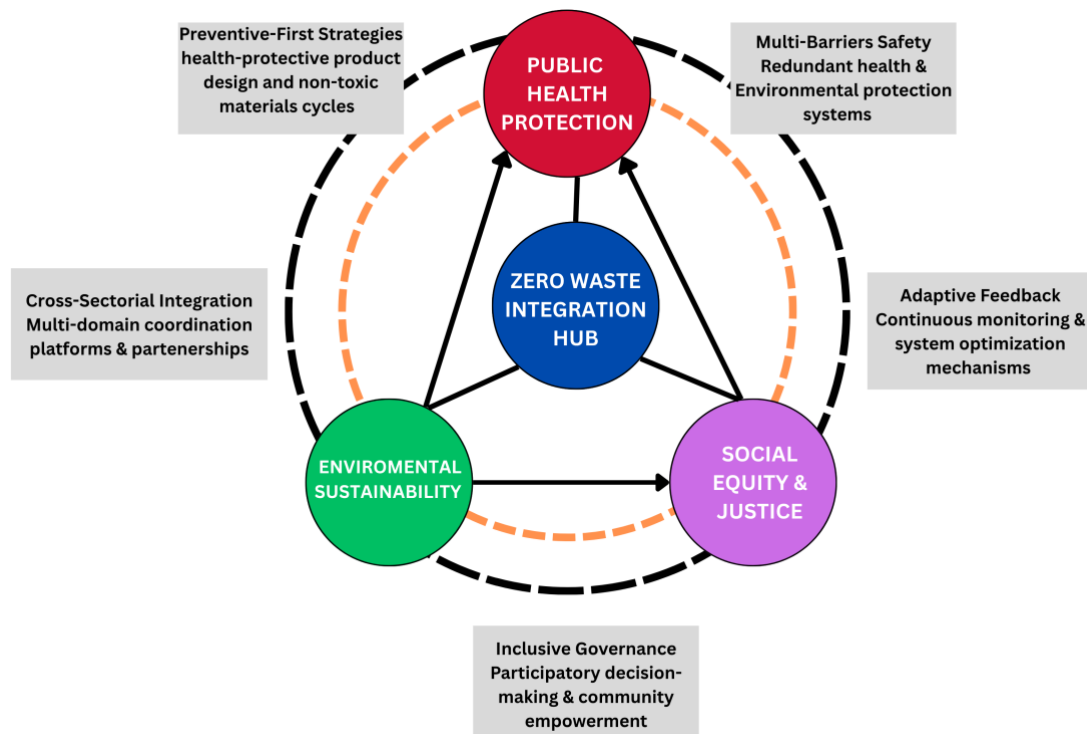 Preventive-First Strategies
health-protective product
design and non-toxic
materials cycles
PUBLIC
HEALTH
PROTECTION
Multi-Barriers Safety
Redundant health &
Environmental protection
systems
ZERO WASTE
INTEGRATION
HUB
Cross-Sectorial Integration
Multi-domain coordination
platforms & partenerships
Adaptive Feedback
Continuous monitoring &
system optimization
mechanisms
ENVIROMENTAL
SUSTAINABILITY
SOCIAL
EQUITY &
JUSTICE
Inclusive Governance
Participatory decision-
making & community
empowerment